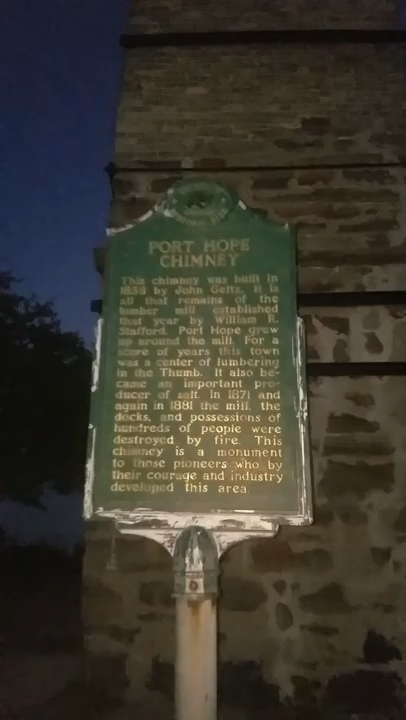 PORT HOPE
CHIMNEY
This chimney was built in
1858 by John Geltz. It is
all that remains of the
lumber mill established
that year by William R.
Stafford. Port Hope grew
up around the mill. For a
score of years this town
was a center of lumbering
in the Thumb. It also be-
came an important pro-
ducer of salt. In 1871 and
again in 1881 the mill, the
docks, and possessions of
hundreds of people were
destroyed by fire. This
chimney is a monument
to those pioneers who by
their courage and industry
developed this area.